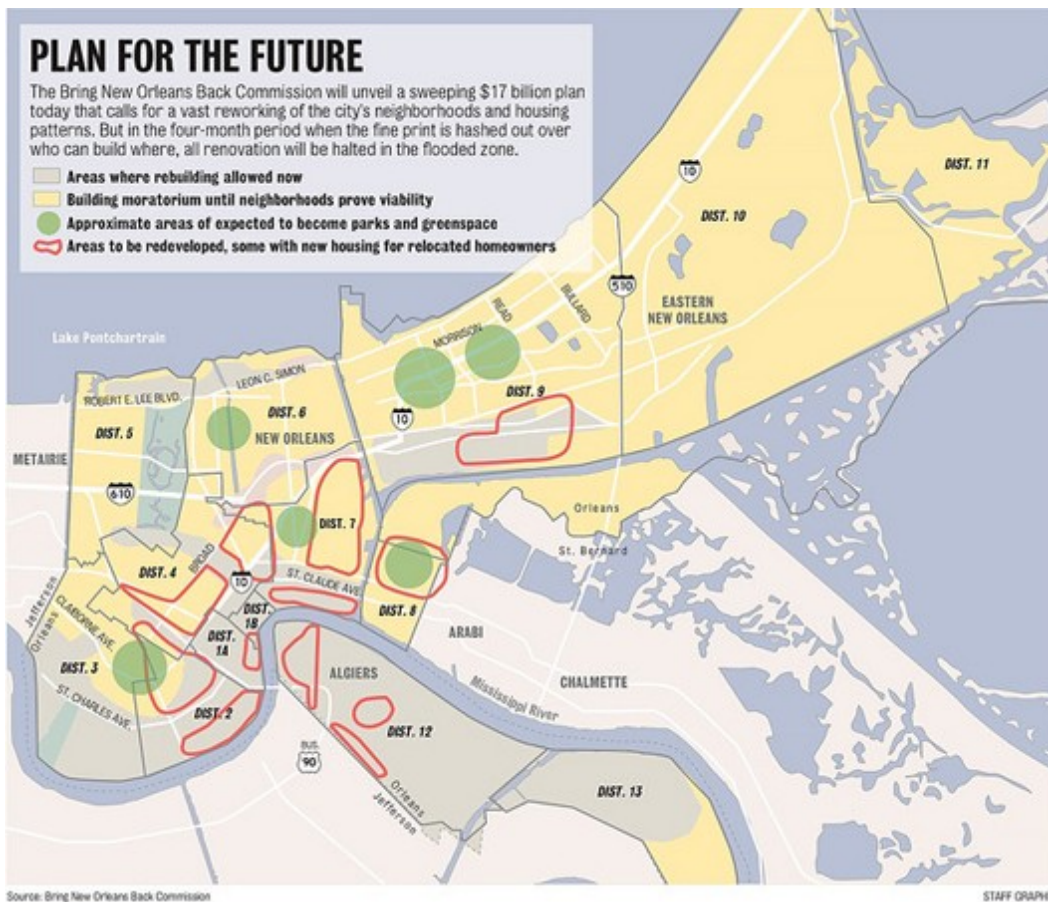 PLAN FOR THE FUTURE
The Bring New Orleans Back Commission will unveil a sweeping $17 billion plan
today that calls for a vast reworking of the city's neighborhoods and housing
patterns. But in the four-month period when the fine print is hashed out over
who can build where, all renovation will be halted in the flooded zone.
Areas where rebuilding allowed now
Building moratorium until neighborhoods prove viability
Approximate areas of expected to become parks and greenspace
Areas to be redeveloped, some with new housing for relocated homeowners
DIST. 11
10
DIST. 10
510
BULLARD
READ
EASTERN
NEW ORLEANS
MORRISON
Lake Pontchartrain
LEON C. SIMON
ROBERT E. LEE BLVD.
DIST. 9
DIST. 6
10
DIST. 5
NEW ORLEANS
METAIRIE
610
Orleans
DIST. 7
St. Bernard
BROAD
DIST. 4
10
ST. CLAUDE AVE.
Jefferson
Orleans
CLAIBORNE AVE.
DIST.
1B
DIST. 8
DIST.
1A
ARABI
DIST. 3
ALGIERS
CHALMETTE
ST. CHARLES AVE.
Mississippi River
DIST. 2
DIST. 12
BUS.
90
Orleans
Jefferson
DIST. 13
Source: Bring New Orleans Back Commission
STAFF GRAPHI